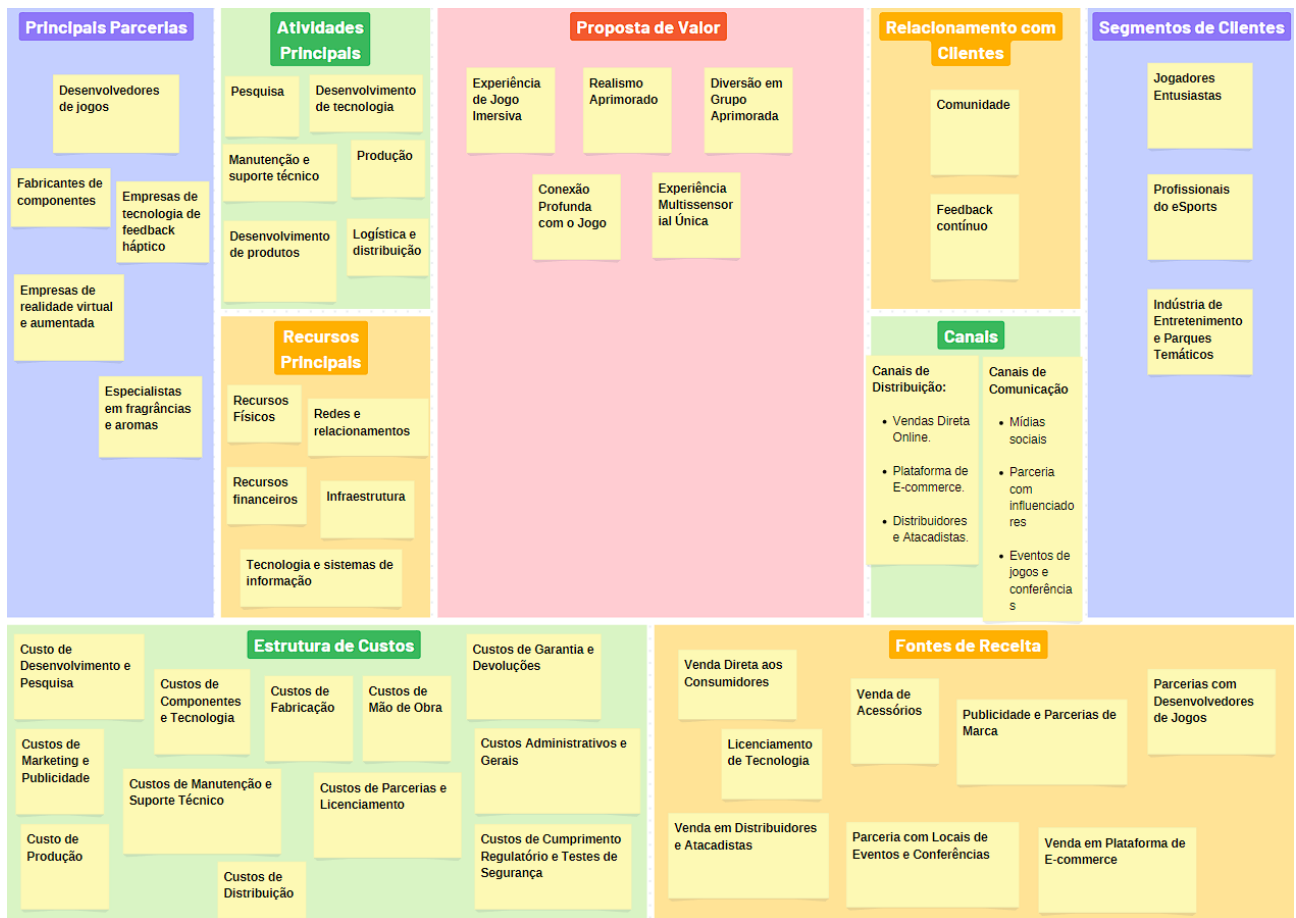 Principais Parcerias
Desenvolvedores
de jogos
Fabricantes de
componentes
Empresas de
tecnologia de
feedback
háptico
Empresas de
realidade virtual
e aumentada
Especialistas
em fragrâncias
e aromas
Atividades
Principais
Pesquisa
Desenvolvimento
de tecnologia
Manutenção e
suporte técnico
Produção
Desenvolvimento
de produtos
Logística e
distribuição
Recursos
Principais
Recursos
Físicos
Redes e
relacionamentos
Recursos
financeiros
Infraestrutura
Tecnologia e sistemas de
informação
Proposta de Valor
Experiência
de Jogo
Imersiva
Realismo
Aprimorado
Diversão em
Grupo
Aprimorada
Conexão
Profunda
com o Jogo
Experiência
Multissensor
ial Única
Relacionamento com
Clientes
Comunidade
Feedback
contínuo
Canais
Canais de
Distribuição:
• Vendas Direta
Online.
• Plataforma de
E-commerce.
• Distribuidores
e Atacadistas.
Canais de
Comunicação
• Mídias
sociais
• Parceria
com
influenciado
res
• Eventos de
jogos e
conferência
s
Segmentos de Clientes
Jogadores
Entusiastas
Profissionais
do eSports
Indústria de
Entretenimento
e Parques
Temáticos
Estrutura de Custos
Custo de
Desenvolvimento e
Pesquisa
Custos de
Componentes
e Tecnologia
Custos de
Fabricação
Custos de
Mão de Obra
Custos de Garantia e
Devoluções
Custos de
Marketing e
Publicidade
Custos de Manutenção e
Suporte Técnico
Custos de Parcerias e
Licenciamento
Custos Administrativos e
Gerais
Custo de
Produção
Custos de
Distribuição
Custos de Cumprimento
Regulatório e Testes de
Segurança
Fontes de Receita
Venda Direta aos
Consumidores
Licenciamento
de Tecnologia
Venda de
Acessórios
Publicidade e Parcerias de
Marca
Parcerias com
Desenvolvedores
de Jogos
Venda em Distribuidores
e Atacadistas
Parceria com Locais de
Eventos e Conferências
Venda em Plataforma de
E-commerce